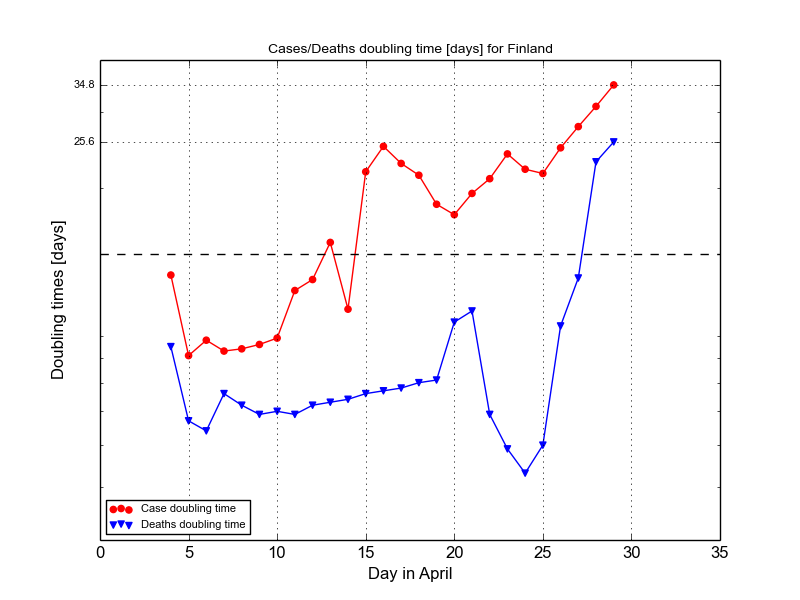 Cases/Deaths doubling time [days] for Finland
34.8
25.6
Doubling times [days]
Case doubling time
Deaths doubling time
0 5 10 15 20 25 30 35
Day in April